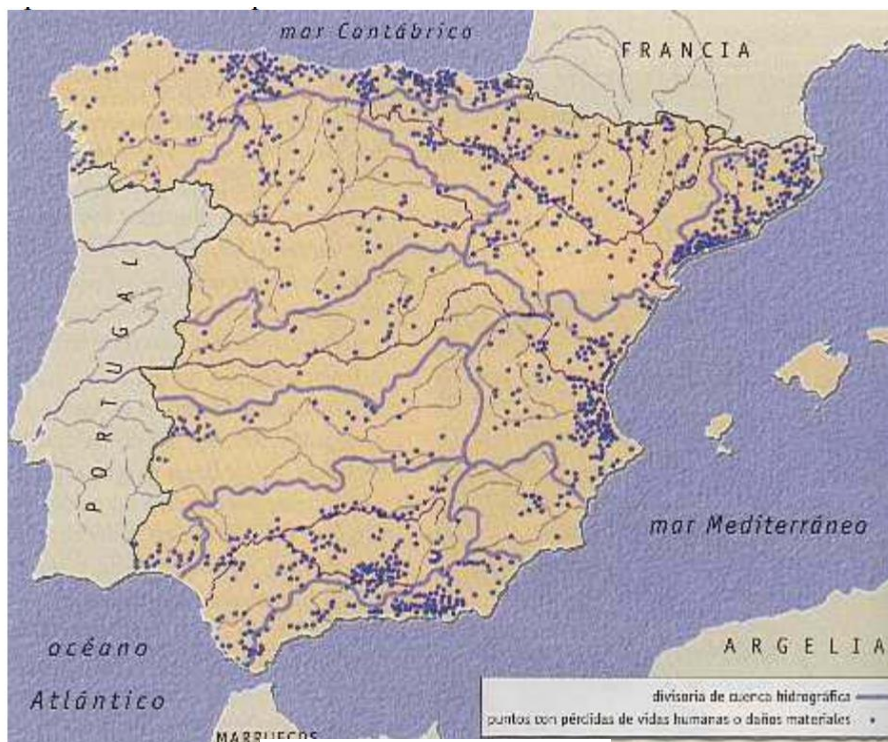 mar Cantábrico
FRANCIA
PORTUGAL
mar Mediterráneo
océano
Atlántico
ARGELIA
MARRUECOS
divisoria de cuenca hidrográfica
puntos con pérdidas de vidas humanas o daños materiales